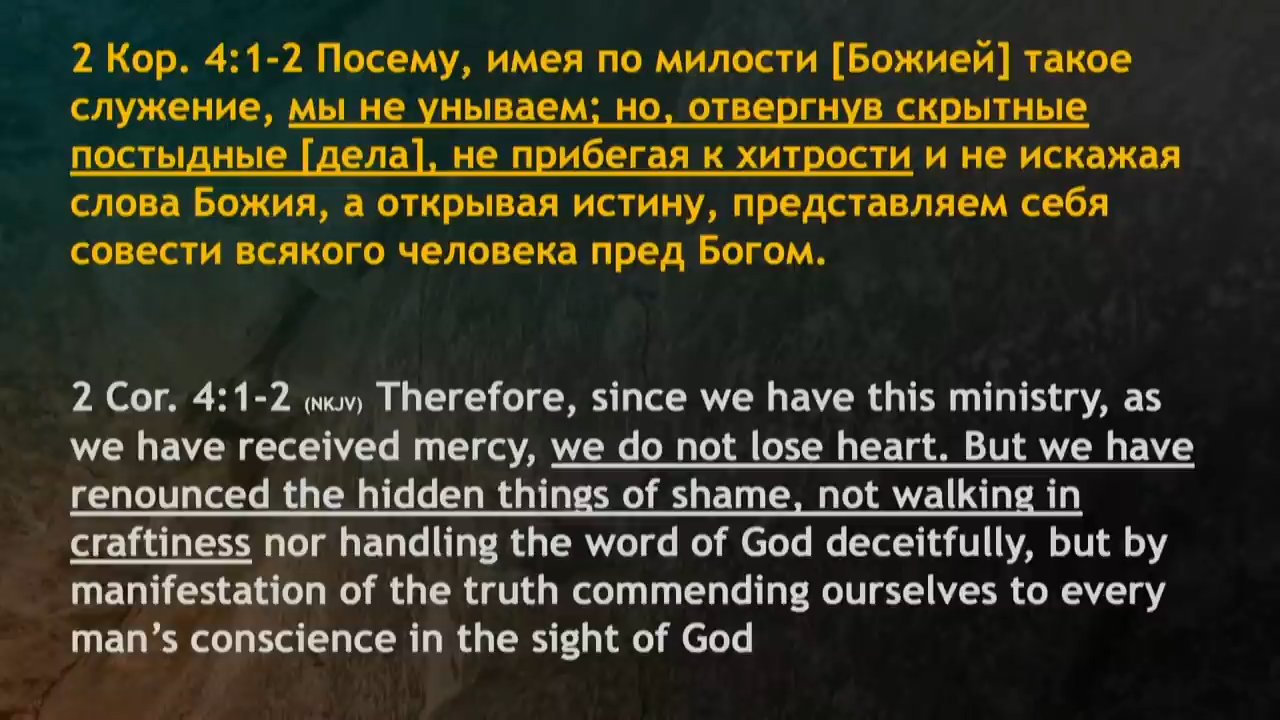 2 Кор. 4:1-2 Посему, имея по милости [Божией] такое
служение, мы не унываем; но, отвергнув скрытные
постыдные [дела], не прибегая к хитрости и не искажая
слова Божия, а открывая истину, представляем себя
совести всякого человека пред Богом.
2 Cor. 4:1-2 (NKJV) Therefore, since we have this ministry, as
we have received mercy, we do not lose heart. But we have
renounced the hidden things of shame, not walking in
craftiness nor handling the word of God deceitfully, but by
manifestation of the truth commending ourselves to every
man’s conscience in the sight of God